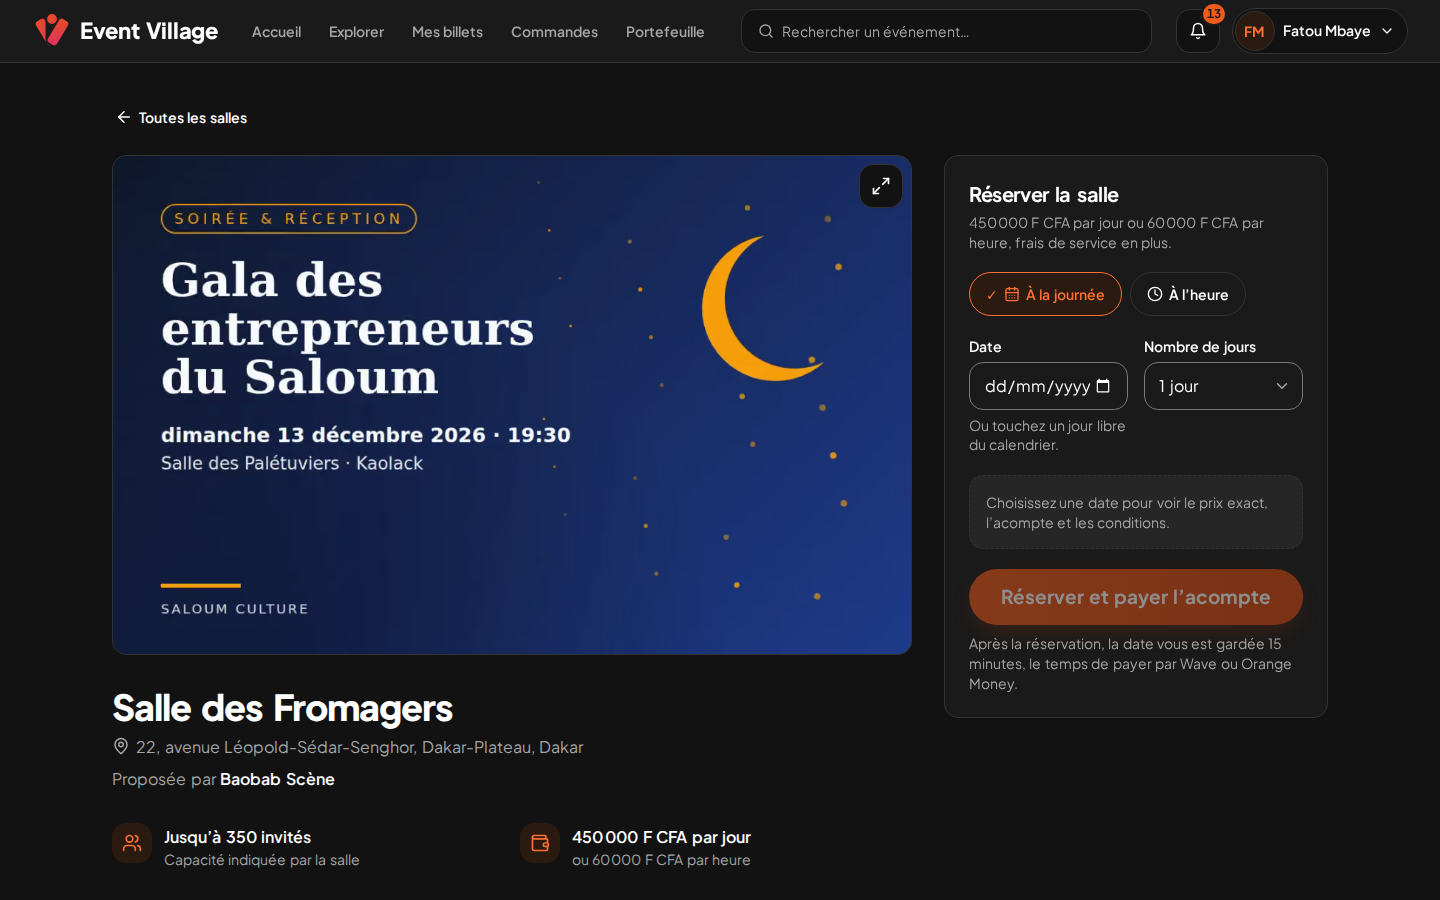 Event Village
Accueil
Explorer
Mes billets
Commandes
Portefeuille
Rechercher un événement…
13
FM
Fatou Mbaye
Toutes les salles
SOIRÉE & RÉCEPTION
Gala des
entrepreneurs
du Saloum
dimanche 13 décembre 2026 · 19:30
Salle des Palétuviers · Kaolack
SALOUM CULTURE
Salle des Fromagers
22, avenue Léopold-Sédar-Senghor, Dakar-Plateau, Dakar
Proposée par Baobab Scène
Jusqu’à 350 invités
Capacité indiquée par la salle
450 000 F CFA par jour
ou 60 000 F CFA par heure
Réserver la salle
450 000 F CFA par jour ou 60 000 F CFA par
heure, frais de service en plus.
✓ À la journée
À l’heure
Date
Nombre de jours
dd/mm/yyyy
1 jour
Ou touchez un jour libre
du calendrier.
Choisissez une date pour voir le prix exact,
l’acompte et les conditions.
Réserver et payer l’acompte
Après la réservation, la date vous est gardée 15
minutes, le temps de payer par Wave ou Orange
Money.